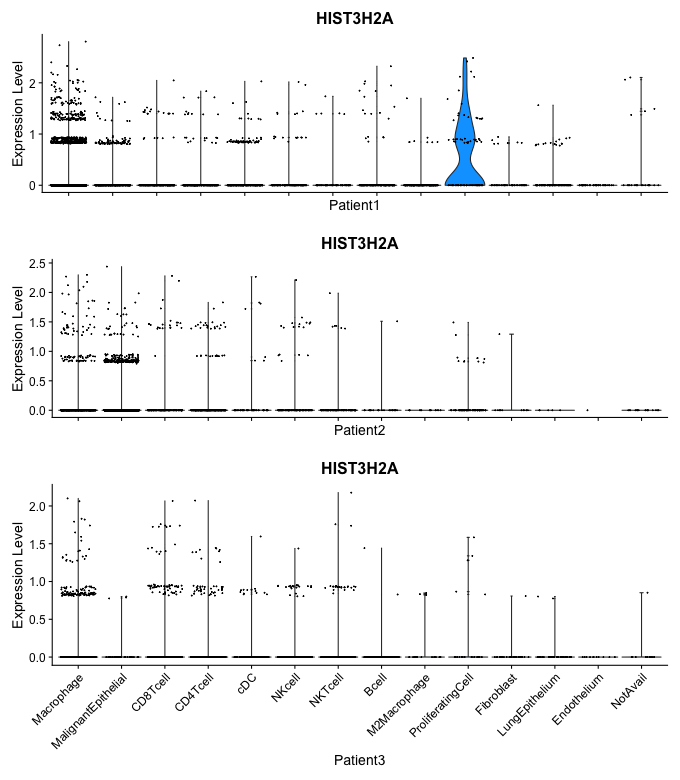 HIST3H2A
Expression Level
2
1
0
Patient1
HIST3H2A
Expression Level
2.5
2.0
1.5
1.0
0.5
0.0
Patient2
HIST3H2A
Expression Level
2.0
1.5
1.0
0.5
0.0
Macrophage
MalignantEpithelial
CD8Tcell
CD4Tcell
cDC
NKcell
NKTcell
Bcell
M2Macrophage
ProliferatingCell
Fibroblast
LungEpithelium
Endothelium
NotAvail
Patient3